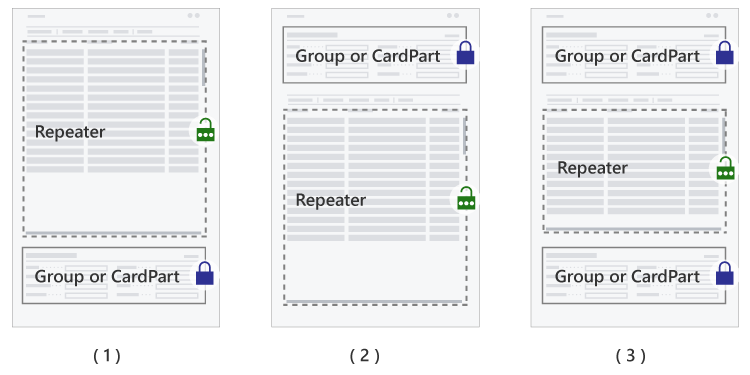 Repeater
Group or CardPart
( 1 )
Group or CardPart
Repeater
( 2 )
Group or CardPart
Repeater
Group or CardPart
( 3 )